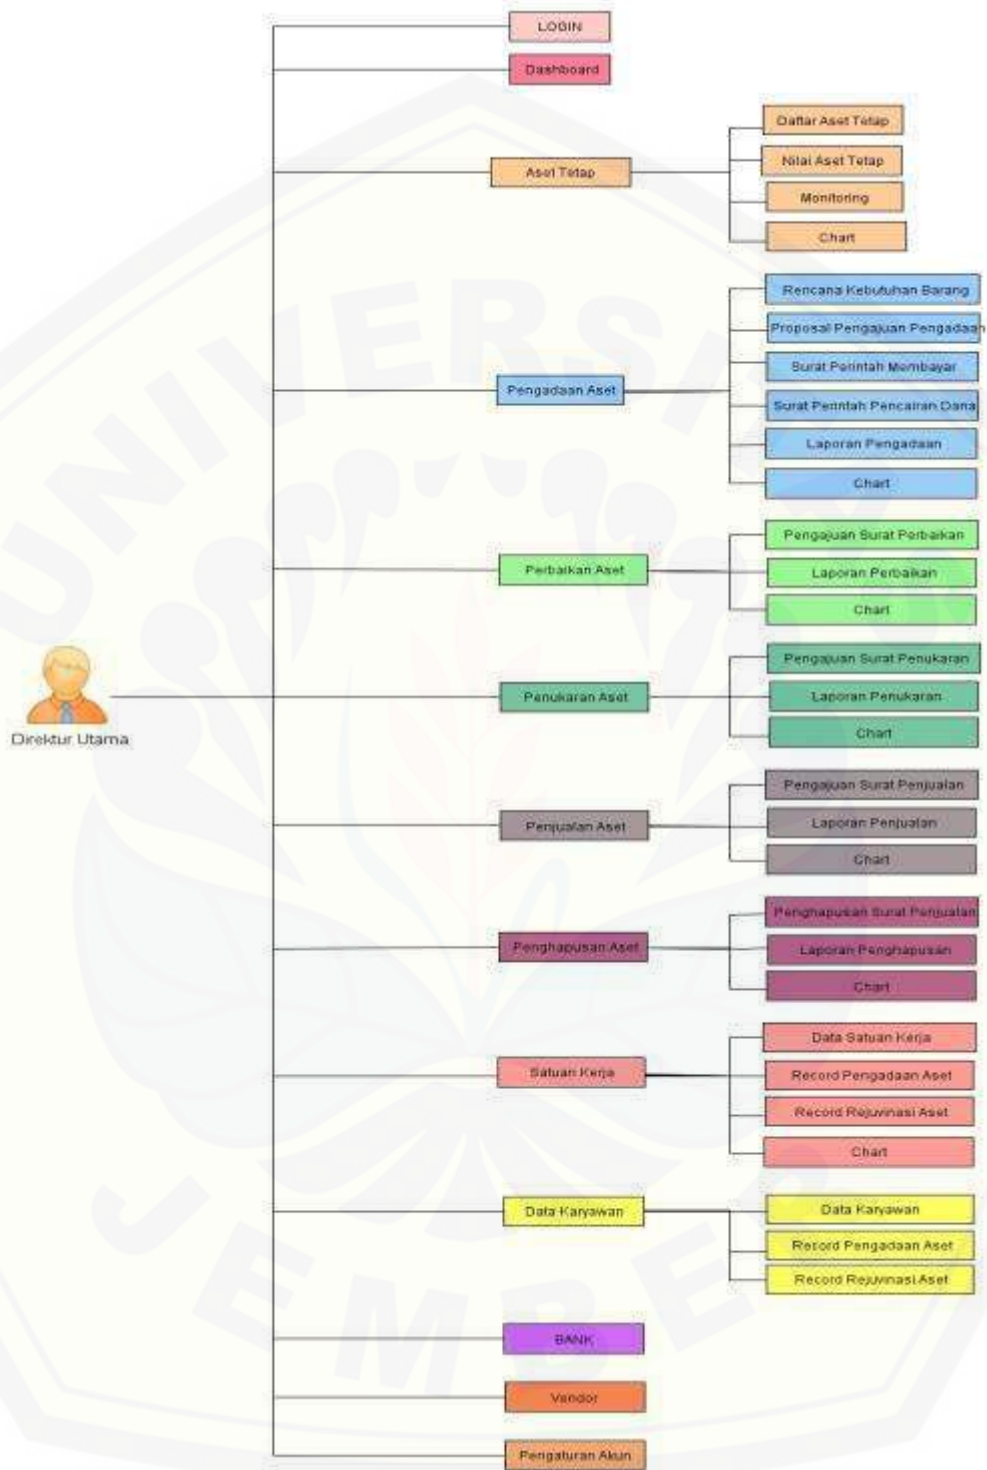 LOGIN
Dashboard
Aset Tetap
Daftar Aset Tetap
Nilai Aset Tetap
Monitoring
Chart
Pengadaan Aset
Rencana Kebutuhan Barang
Proposal Pengajuan Pengadaan
Surat Perintah Membayar
Surat Perintah Pencairan Dana
Laporan Pengadaan
Chart
Perbaikan Aset
Pengajuan Surat Perbaikan
Laporan Perbaikan
Chart
Direktur Utama
Penukaran Aset
Pengajuan Surat Penukaran
Laporan Penukaran
Chart
Penjualan Aset
Pengajuan Surat Penjualan
Laporan Penjualan
Chart
Penghapusan Aset
Penghapusan Surat Penjualan
Laporan Penghapusan
Chart
Satuan Kerja
Data Satuan Kerja
Record Pengadaan Aset
Record Rejuvinasi Aset
Chart
Data Karyawan
Data Karyawan
Record Pengadaan Aset
Record Rejuvinasi Aset
BANK
Vendor
Pengaturan Akun
UNIVERSITAS
JEMBER